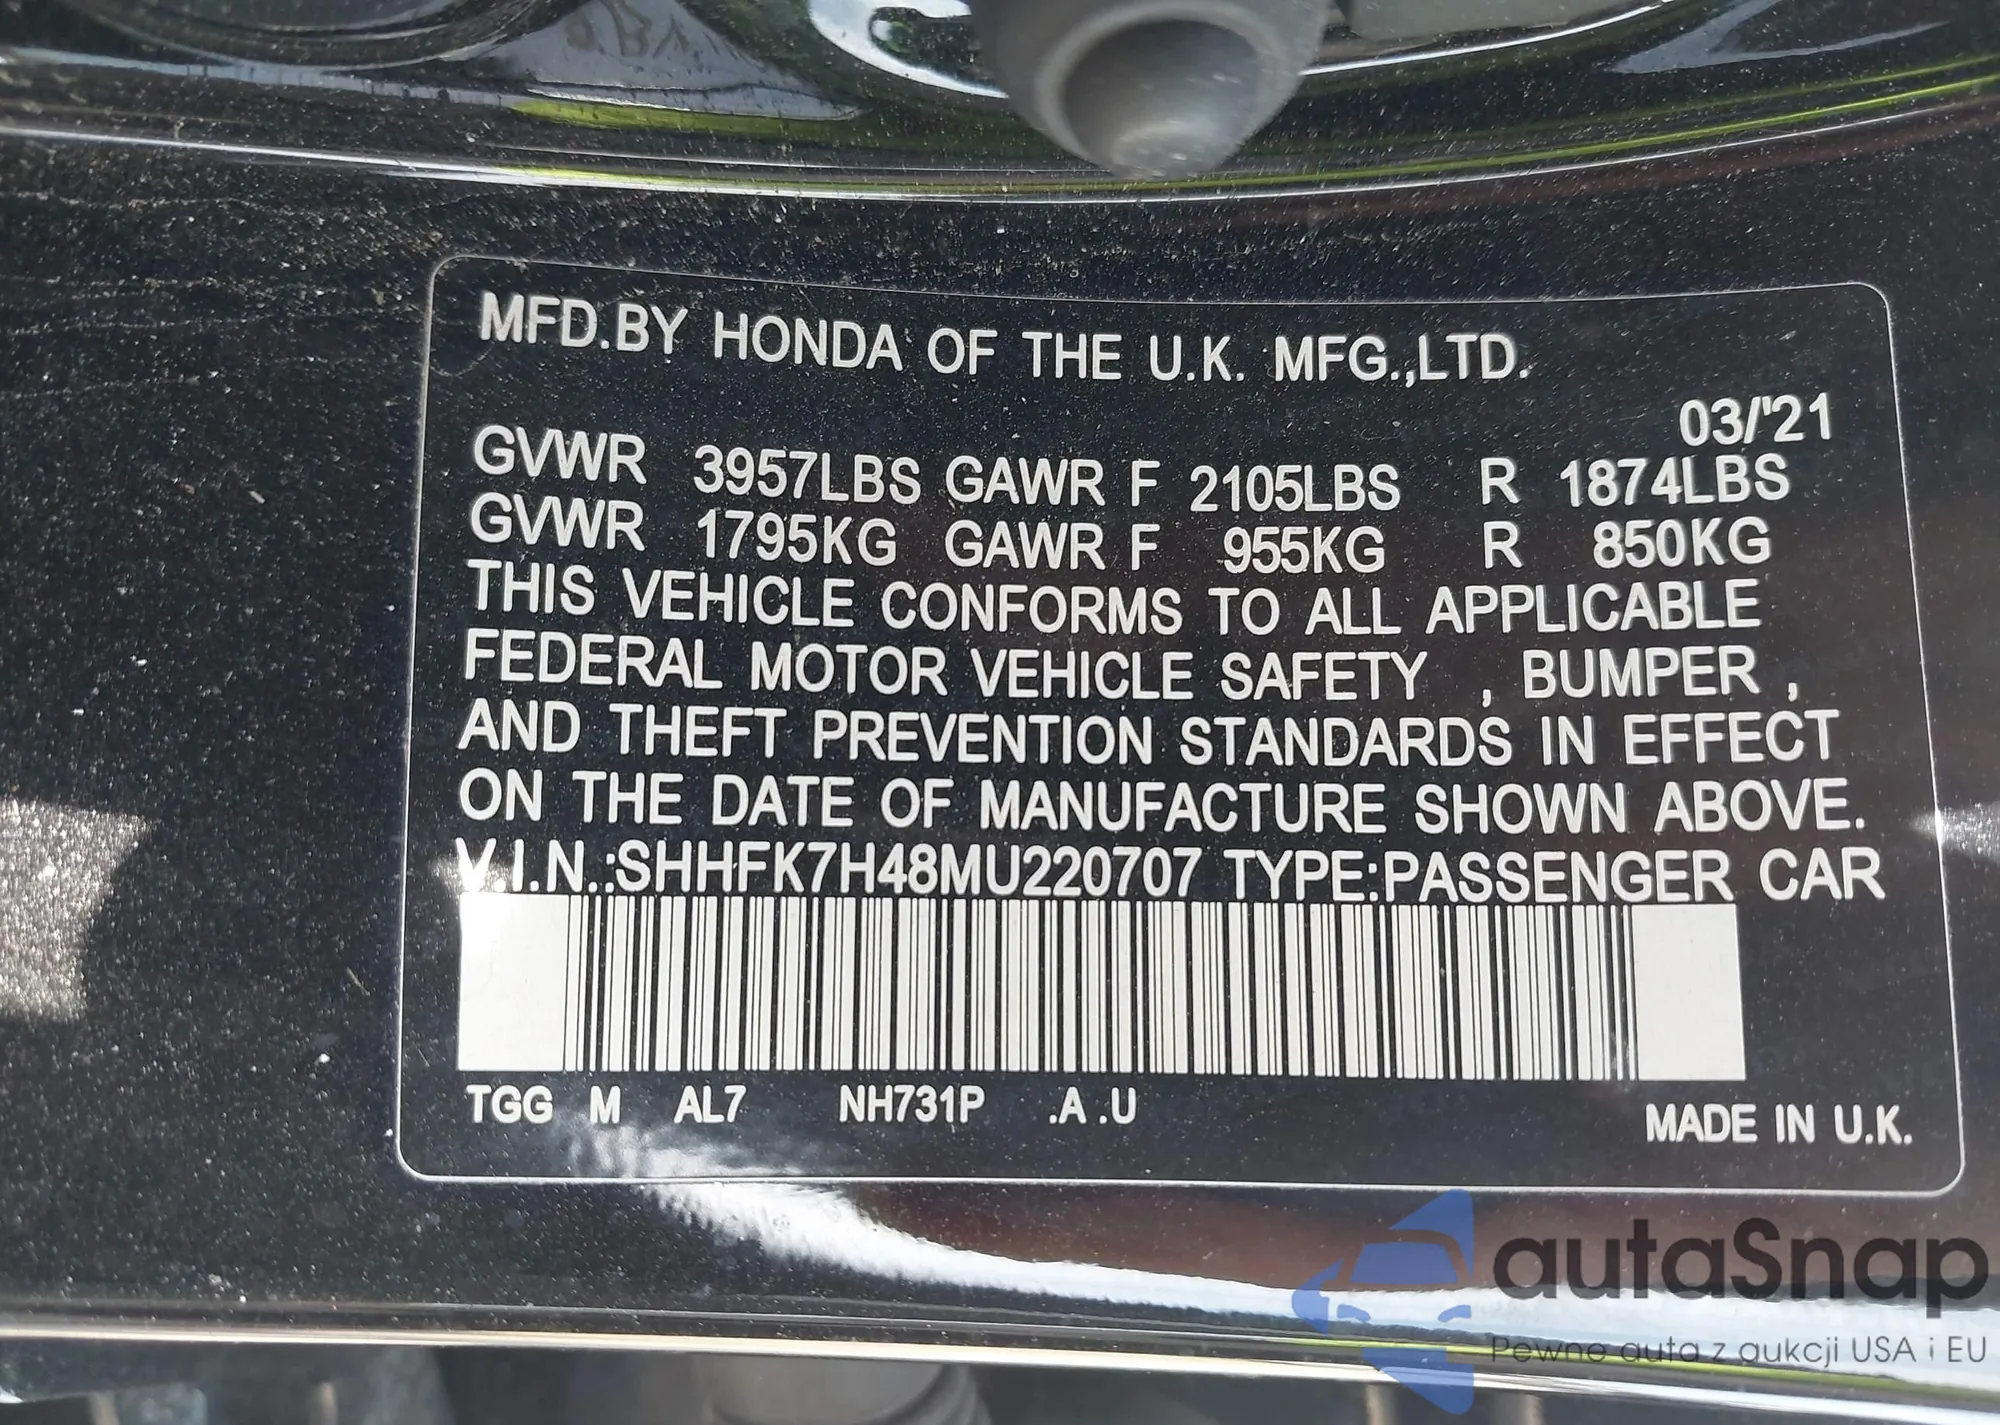 MFD.BY HONDA OF THE U.K. MFG.,LTD.
03/'21
GVWR 3957LBS GAWR F 2105LBS R 1874LBS
GVWR 1795KG GAWR F 955KG R 850KG
THIS VEHICLE CONFORMS TO ALL APPLICABLE
FEDERAL MOTOR VEHICLE SAFETY , BUMPER ,
AND THEFT PREVENTION STANDARDS IN EFFECT
ON THE DATE OF MANUFACTURE SHOWN ABOVE.
V.I.N.:SHHFK7H48MU220707 TYPE:PASSENGER CAR
TGG M AL7 NH731P .A .U
MADE IN U.K.
autaSnap
Pewne auta z aukcji USA i EU